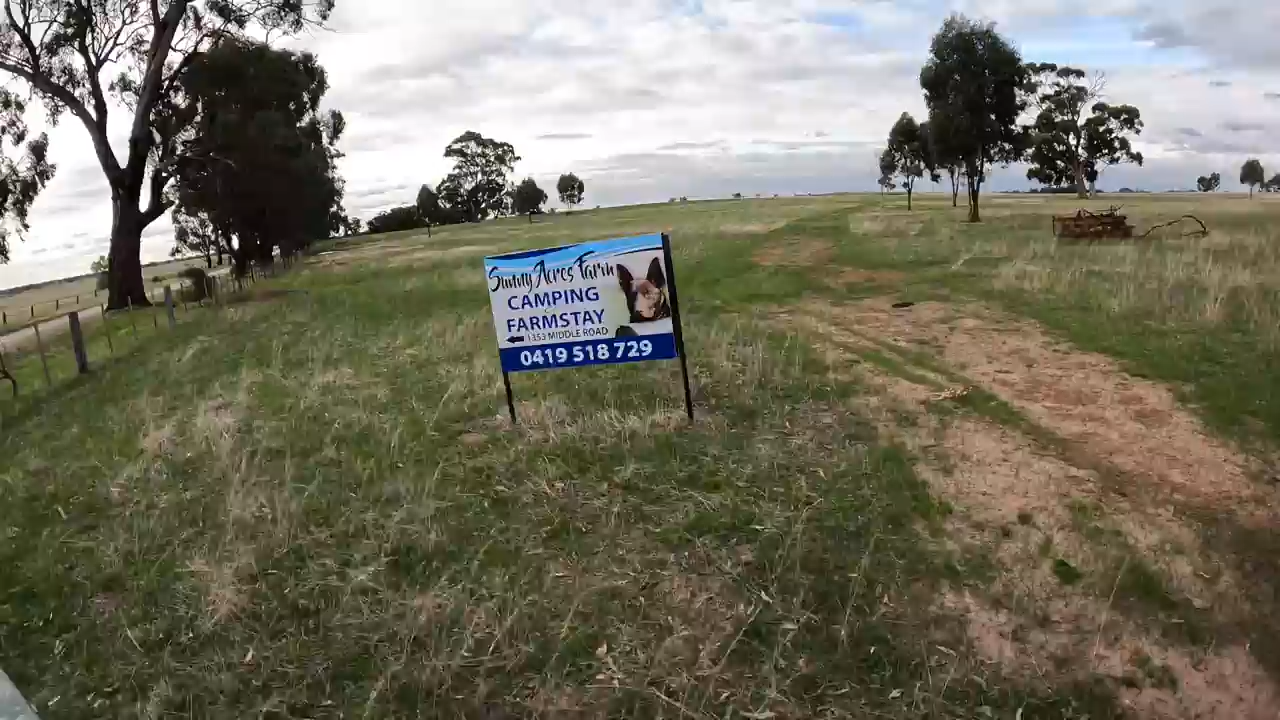 Sunny Acres Farm
CAMPING
FARMSTAY
1353 MIDDLE ROAD
0419 518 729